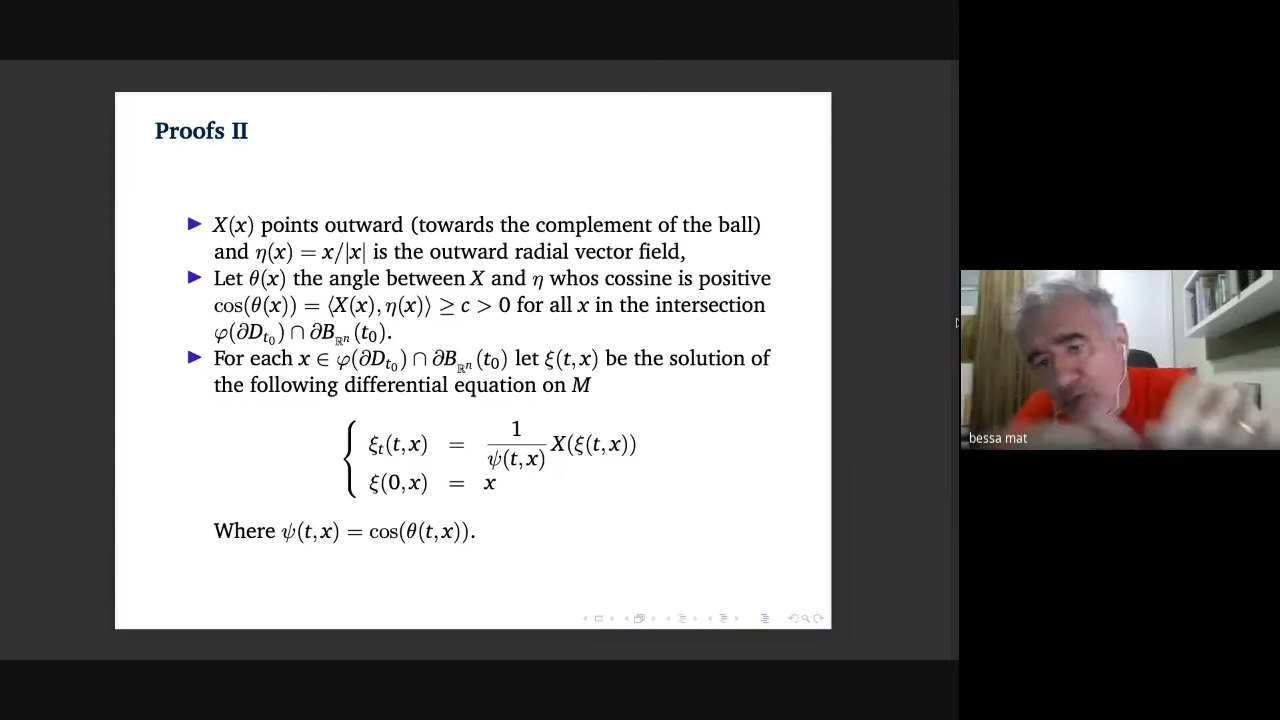 Proofs II
▶ X(x) points outward (towards the complement of the ball)
and η(x) = x/|x| is the outward radial vector field,
▶ Let θ(x) the angle between X and η whos cossine is positive
cos(θ(x)) = ⟨X(x), η(x)⟩ ≥ c > 0 for all x in the intersection
φ(∂D_{t_0}) ∩ ∂B_{ℝ^n}(t_0).
▶ For each x ∈ φ(∂D_{t_0}) ∩ ∂B_{ℝ^n}(t_0) let ξ(t, x) be the solution of
the following differential equation on M
{ ξ_t(t, x) = 1/ψ(t, x) X(ξ(t, x))
ξ(0, x) = x
Where ψ(t, x) = cos(θ(t, x)).
bessa mat